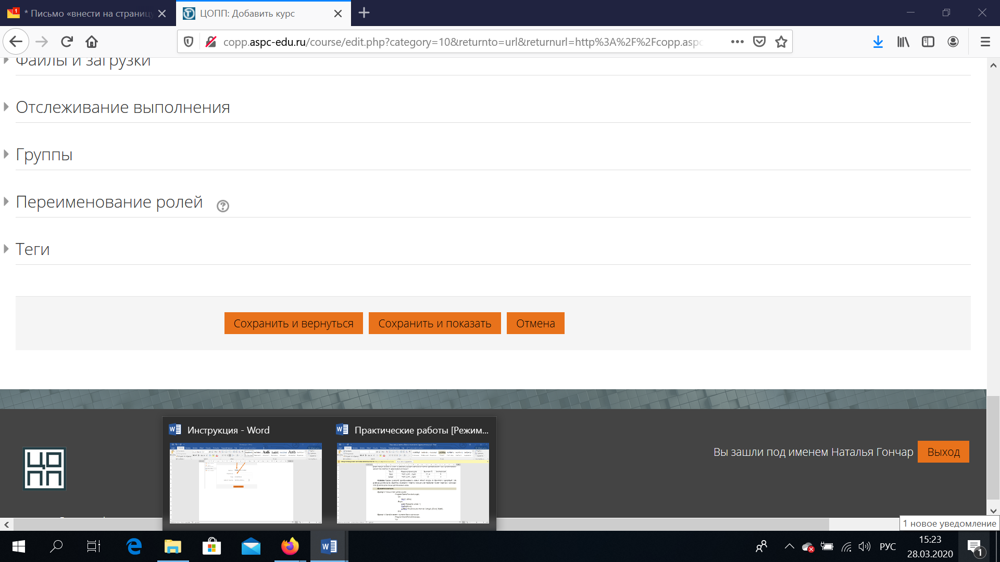 1
* Письмо «внести на страницу
ЦОПП: Добавить курс
copp.aspc-edu.ru/course/edit.php?category=10&returnto=url&returnurl=http%3A%2F%2Fcopp.aspc
Файлы и загрузки
Отслеживание выполнения
Группы
Переименование ролей
?
Теги
Сохранить и вернуться
Сохранить и показать
Отмена
Инструкция - Word
Практические работы [Режим...
ЦО
ПП
Вы зашли под именем Наталья Гончар
Выход
1 новое уведомление
РУС
15:23
28.03.2020
1